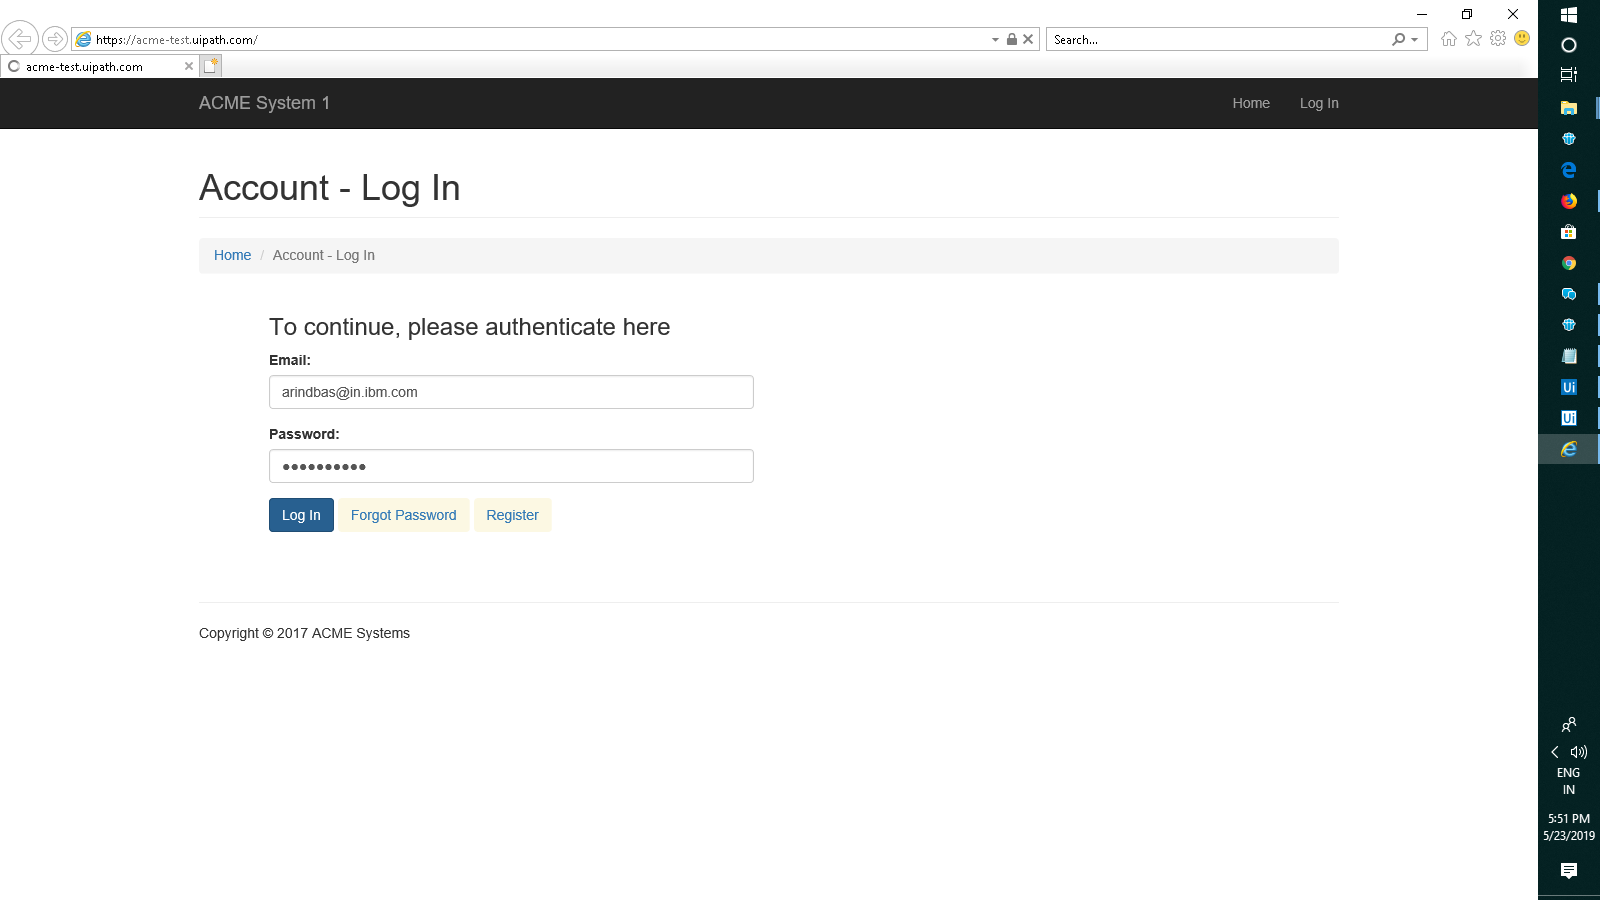 https://acme-test.uipath.com/
Search...
acme-test.uipath.com
ACME System 1
Home
Log In
Account - Log In
Home / Account - Log In
To continue, please authenticate here
Email:
arindbas@in.ibm.com
Password:
••••••••••
Log In
Forgot Password
Register
Copyright © 2017 ACME Systems
Ui
Ui
ENG
IN
5:51 PM
5/23/2019